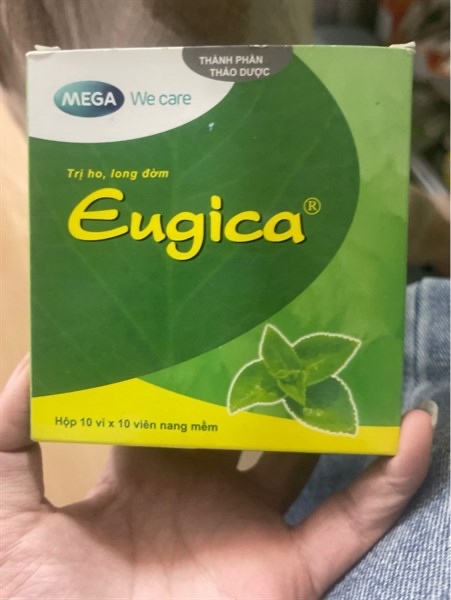 THÀNH PHẦN
THẢO DƯỢC
MEGA We care
Trị ho, long đờm
Eugica®
Hộp 10 vỉ x 10 viên nang mềm